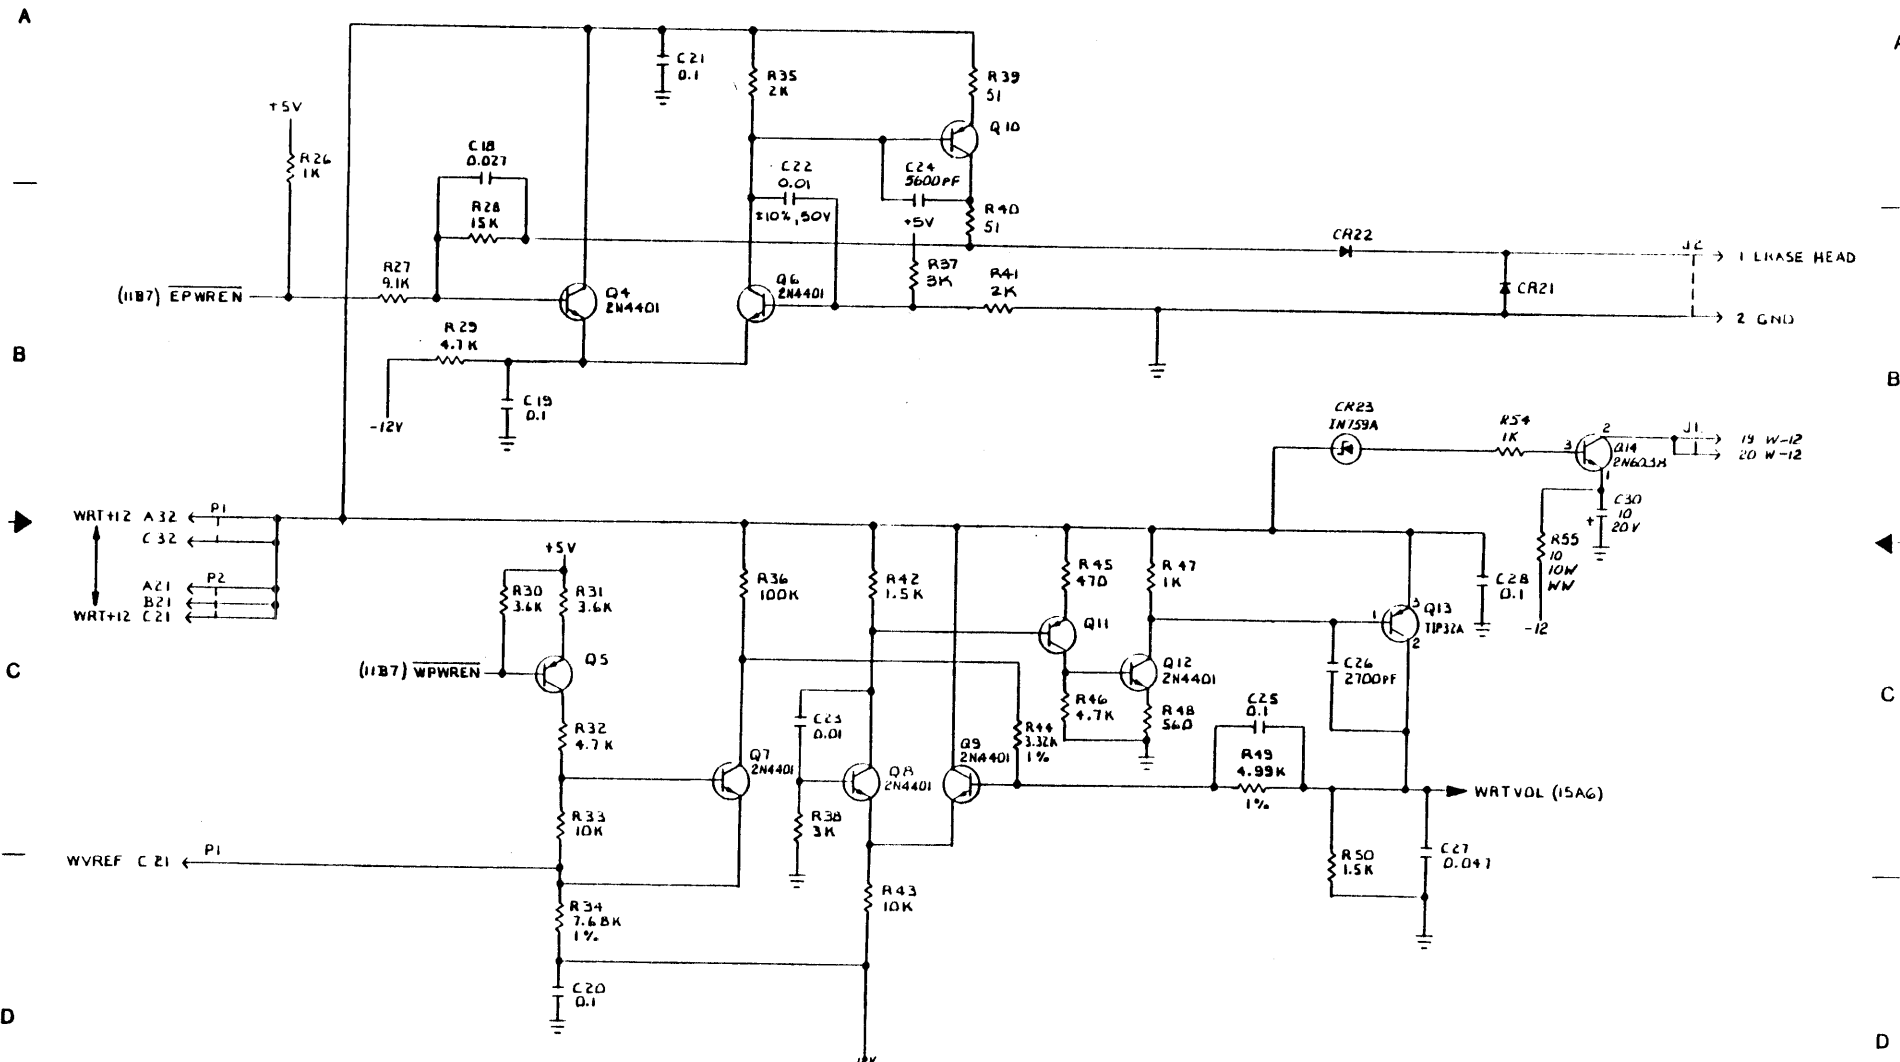 A
A
C21
0.1
R35
2K
R39
51
+5V
Q10
R26
1K
C18
0.027
C22
0.01
±10%,50V
C24
5600PF
+5V
R28
15K
R40
51
CR22
J2
1 ERASE HEAD
R27
9.1K
R37
3K
R41
2K
CR21
(11B7) EPWREN
Q4
2N4401
Q6
2N4401
2 GND
R29
4.7K
B
B
C19
0.1
-12V
CR23
1N759A
R54
1K
2
3
Q14
1
J1
19 W-12
20 W-12
C30
10
20V
+
R55
10
10W
WW
-12
WRT+12 A32
P1
C32
A21
P2
B21
WRT+12 C21
+5V
R30
3.6K
R31
3.6K
R36
100K
R42
1.5K
R45
470
R47
1K
C28
0.1
3
1
Q13
TIP32A
2
Q11
(11B7) WPWREN
Q5
C
C
Q12
2N4401
C26
2700PF
R46
4.7K
R48
560
C25
0.1
R32
4.7K
C23
0.01
R44
3.32K
1%
Q7
2N4401
Q8
2N4401
Q9
2N4401
R49
4.99K
1%
WRTVOL (15A6)
R33
10K
R38
3K
WVREF C21
P1
R50
1.5K
C27
0.047
R43
10K
R34
7.68K
1%
C20
0.1
D
D